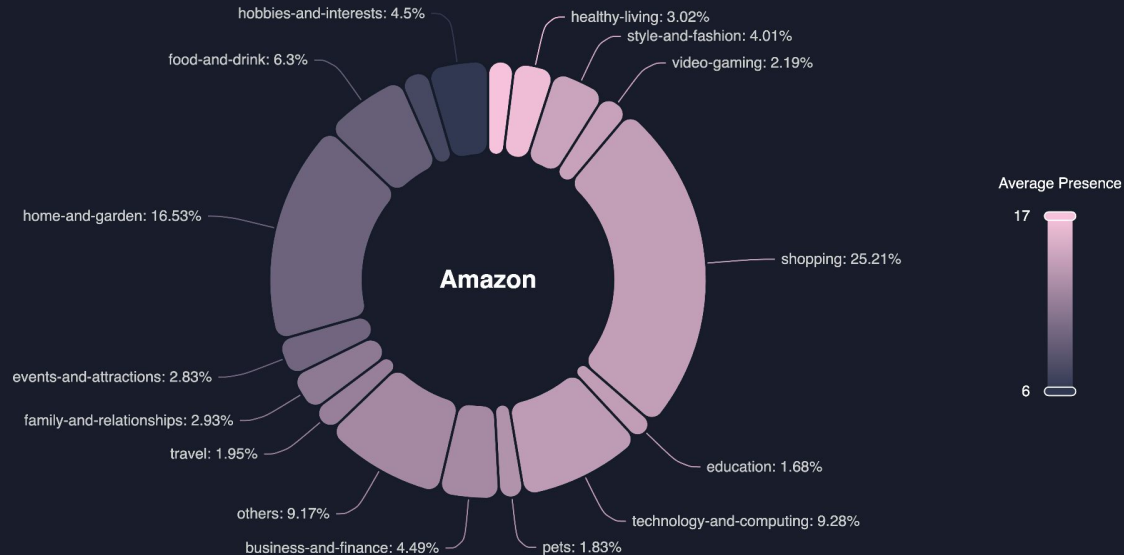 hobbies-and-interests: 4.5%
healthy-living: 3.02%
style-and-fashion: 4.01%
food-and-drink: 6.3%
video-gaming: 2.19%
Average Presence
17
home-and-garden: 16.53%
shopping: 25.21%
Amazon
events-and-attractions: 2.83%
6
family-and-relationships: 2.93%
travel: 1.95%
education: 1.68%
others: 9.17%
technology-and-computing: 9.28%
business-and-finance: 4.49%
pets: 1.83%